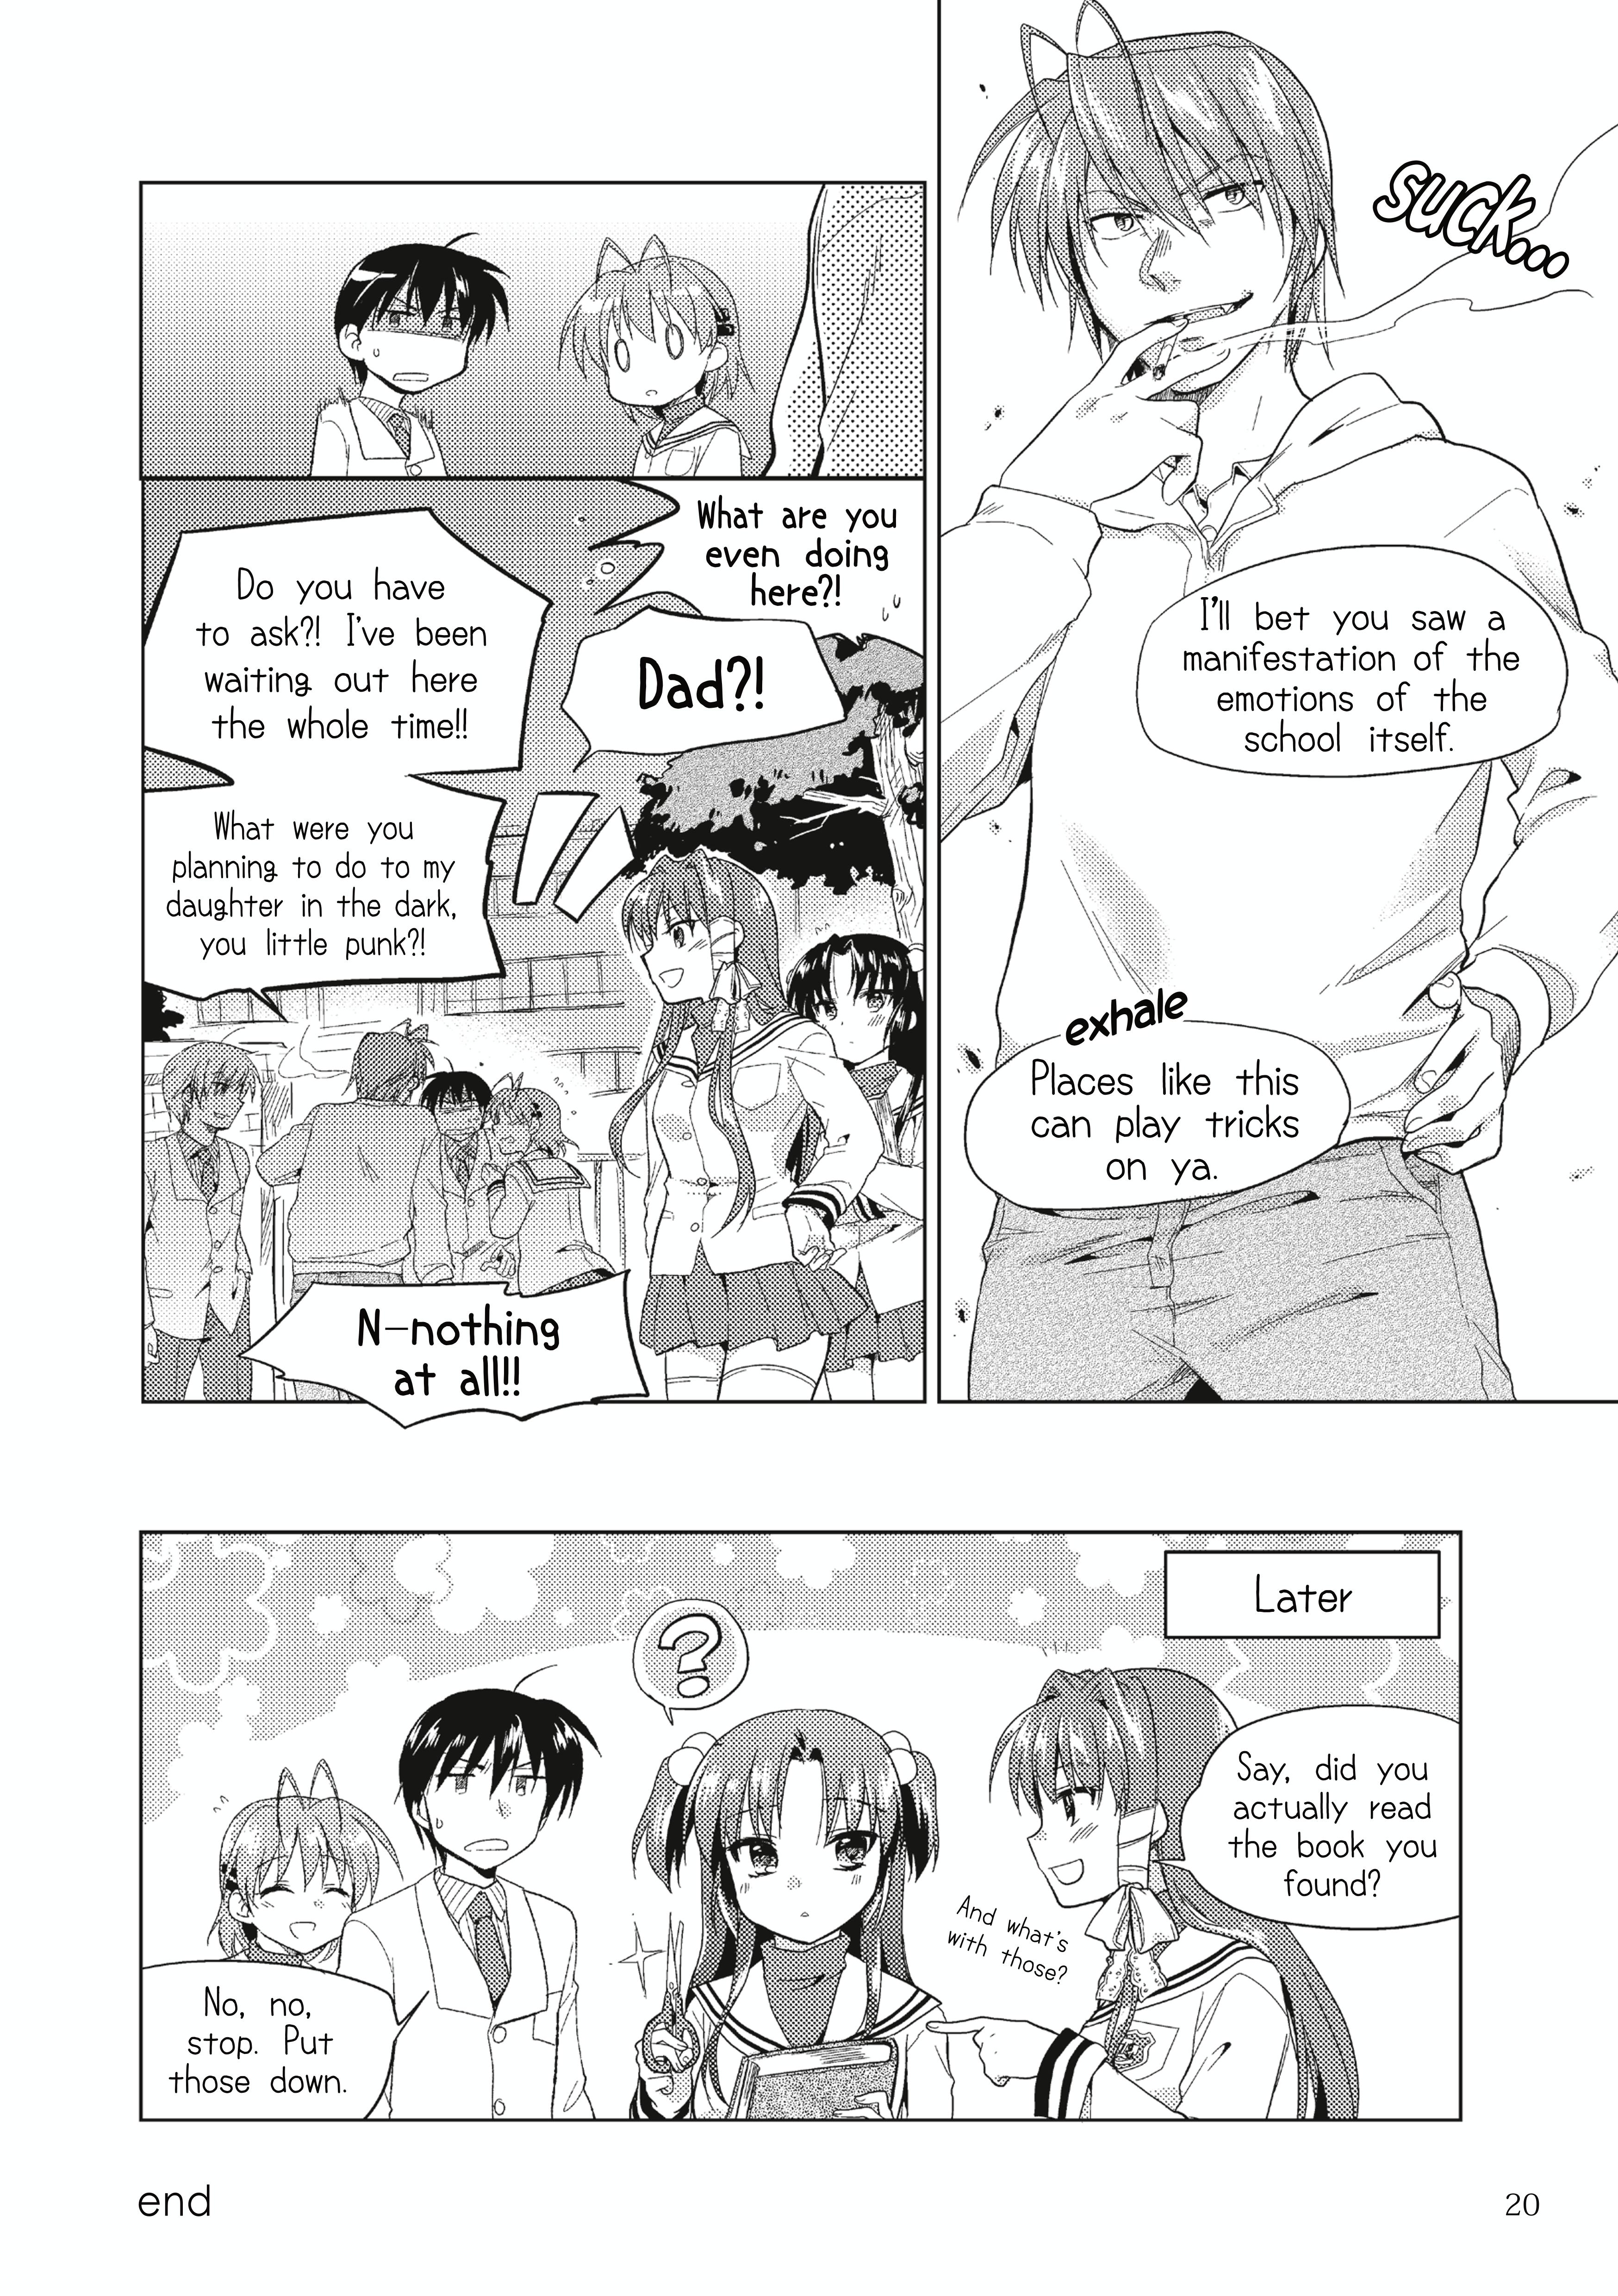 suck...
I'll bet you saw a
manifestation of the
emotions of the
school itself.
exhale
Places like this
can play tricks
on ya.
What are you
even doing
here?!
Dad?!
Do you have
to ask?! I've been
waiting out here
the whole time!!
What were you
planning to do to my
daughter in the dark,
you little punk?!
N-nothing
at all!!
Later
Say, did you
actually read
the book you
found?
And what's
with those?
?
No, no,
stop. Put
those down.
end
20